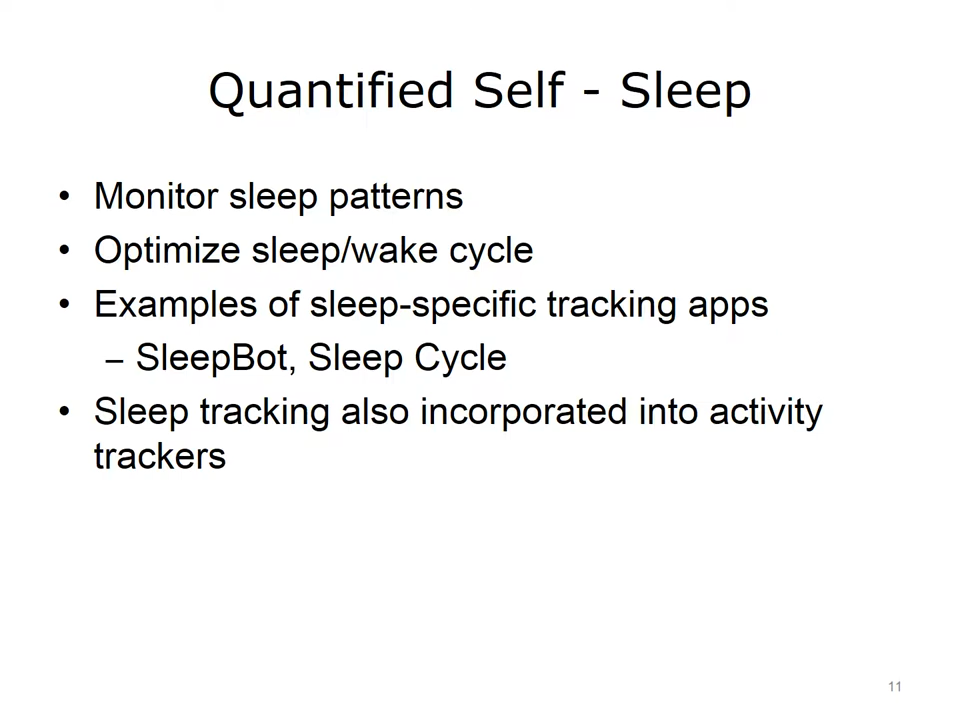 Quantified Self - Sleep
• Monitor sleep patterns
• Optimize sleep/wake cycle
• Examples of sleep-specific tracking apps
– SleepBot, Sleep Cycle
• Sleep tracking also incorporated into activity
trackers
11